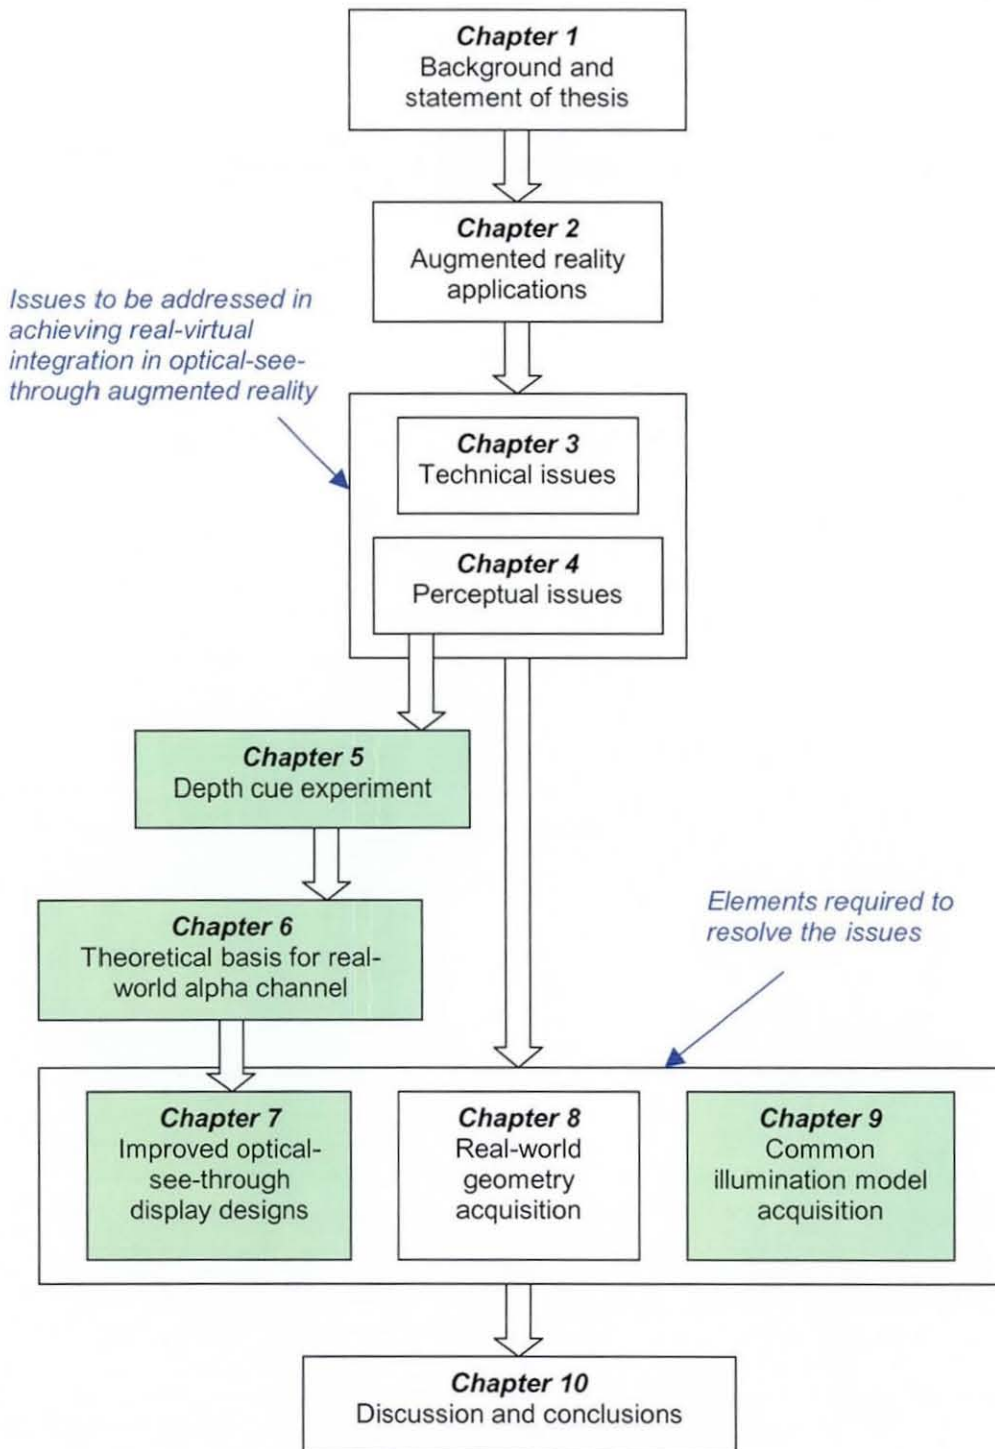 Chapter 1
Background and
statement of thesis
Chapter 2
Augmented reality
applications
Issues to be addressed in
achieving real-virtual
integration in optical-see-
through augmented reality
Chapter 3
Technical issues
Chapter 4
Perceptual issues
Chapter 5
Depth cue experiment
Chapter 6
Theoretical basis for real-
world alpha channel
Elements required to
resolve the issues
Chapter 7
Improved optical-
see-through
display designs
Chapter 8
Real-world
geometry
acquisition
Chapter 9
Common
illumination model
acquisition
Chapter 10
Discussion and conclusions